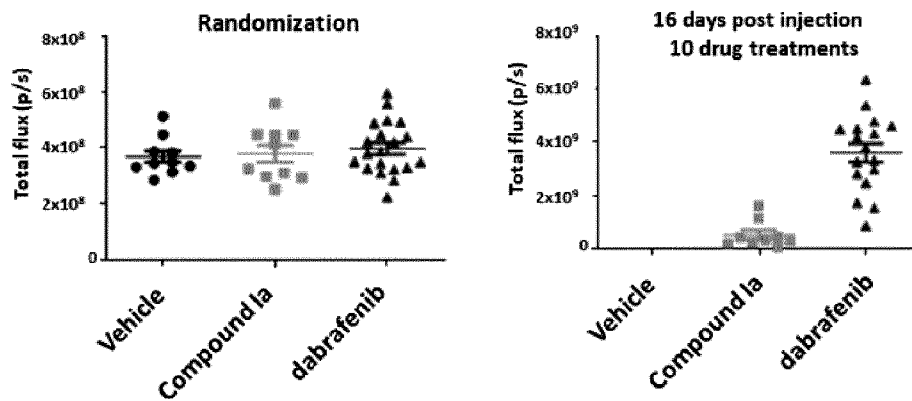 Randomization
Total flux (p/s)
8x10⁸
6x10⁸
4x10⁸
2x10⁸
0
Vehicle
Compound Ia
dabrafenib
16 days post injection
10 drug treatments
Total flux (p/s)
8x10⁹
6x10⁹
4x10⁹
2x10⁹
0
Vehicle
Compound Ia
dabrafenib